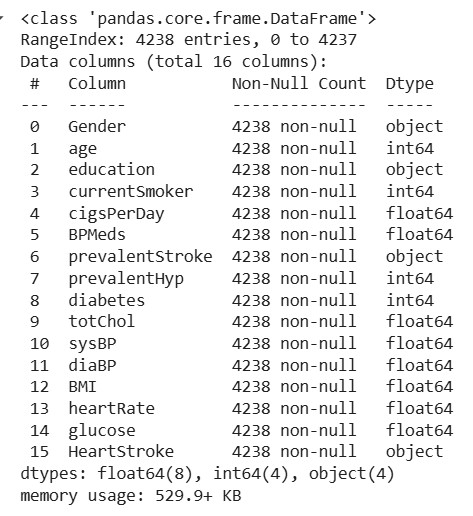 <class 'pandas.core.frame.DataFrame'>
RangeIndex: 4238 entries, 0 to 4237
Data columns (total 16 columns):
 #   Column           Non-Null Count  Dtype
---  ------           --------------  -----
 0   Gender           4238 non-null   object
 1   age              4238 non-null   int64
 2   education        4238 non-null   object
 3   currentSmoker    4238 non-null   int64
 4   cigsPerDay       4238 non-null   float64
 5   BPMeds           4238 non-null   float64
 6   prevalentStroke  4238 non-null   object
 7   prevalentHyp     4238 non-null   int64
 8   diabetes         4238 non-null   int64
 9   totChol          4238 non-null   float64
 10  sysBP            4238 non-null   float64
 11  diaBP            4238 non-null   float64
 12  BMI              4238 non-null   float64
 13  heartRate        4238 non-null   float64
 14  glucose          4238 non-null   float64
 15  HeartStroke      4238 non-null   object
dtypes: float64(8), int64(4), object(4)
memory usage: 529.9+ KB